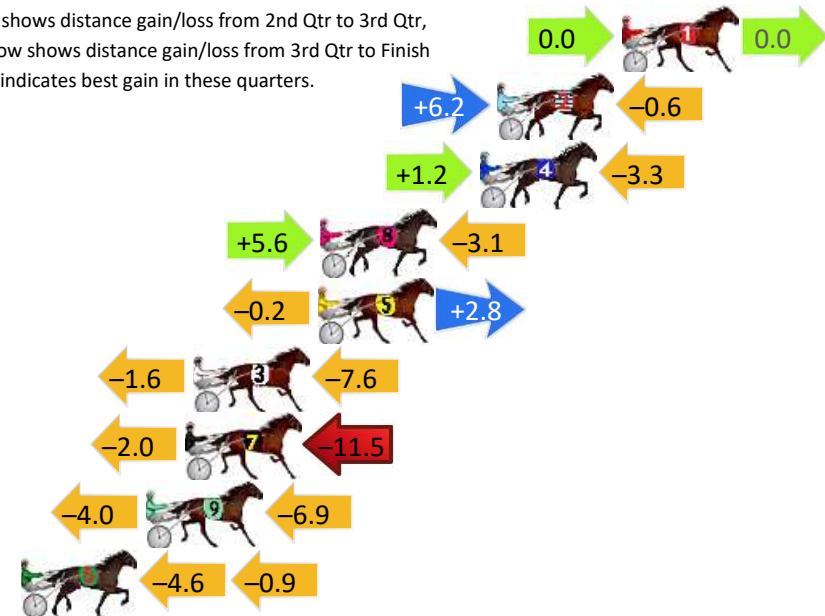 shows distance gain/loss from 2nd Qtr to 3rd Qtr,
ow shows distance gain/loss from 3rd Qtr to Finish
indicates best gain in these quarters.
0.0 1 0.0
+6.2 2 –0.6
+1.2 4 –3.3
+5.6 8 –3.1
–0.2 5 +2.8
–1.6 3 –7.6
–2.0 7 –11.5
–4.0 9 –6.9
6 –4.6 –0.9